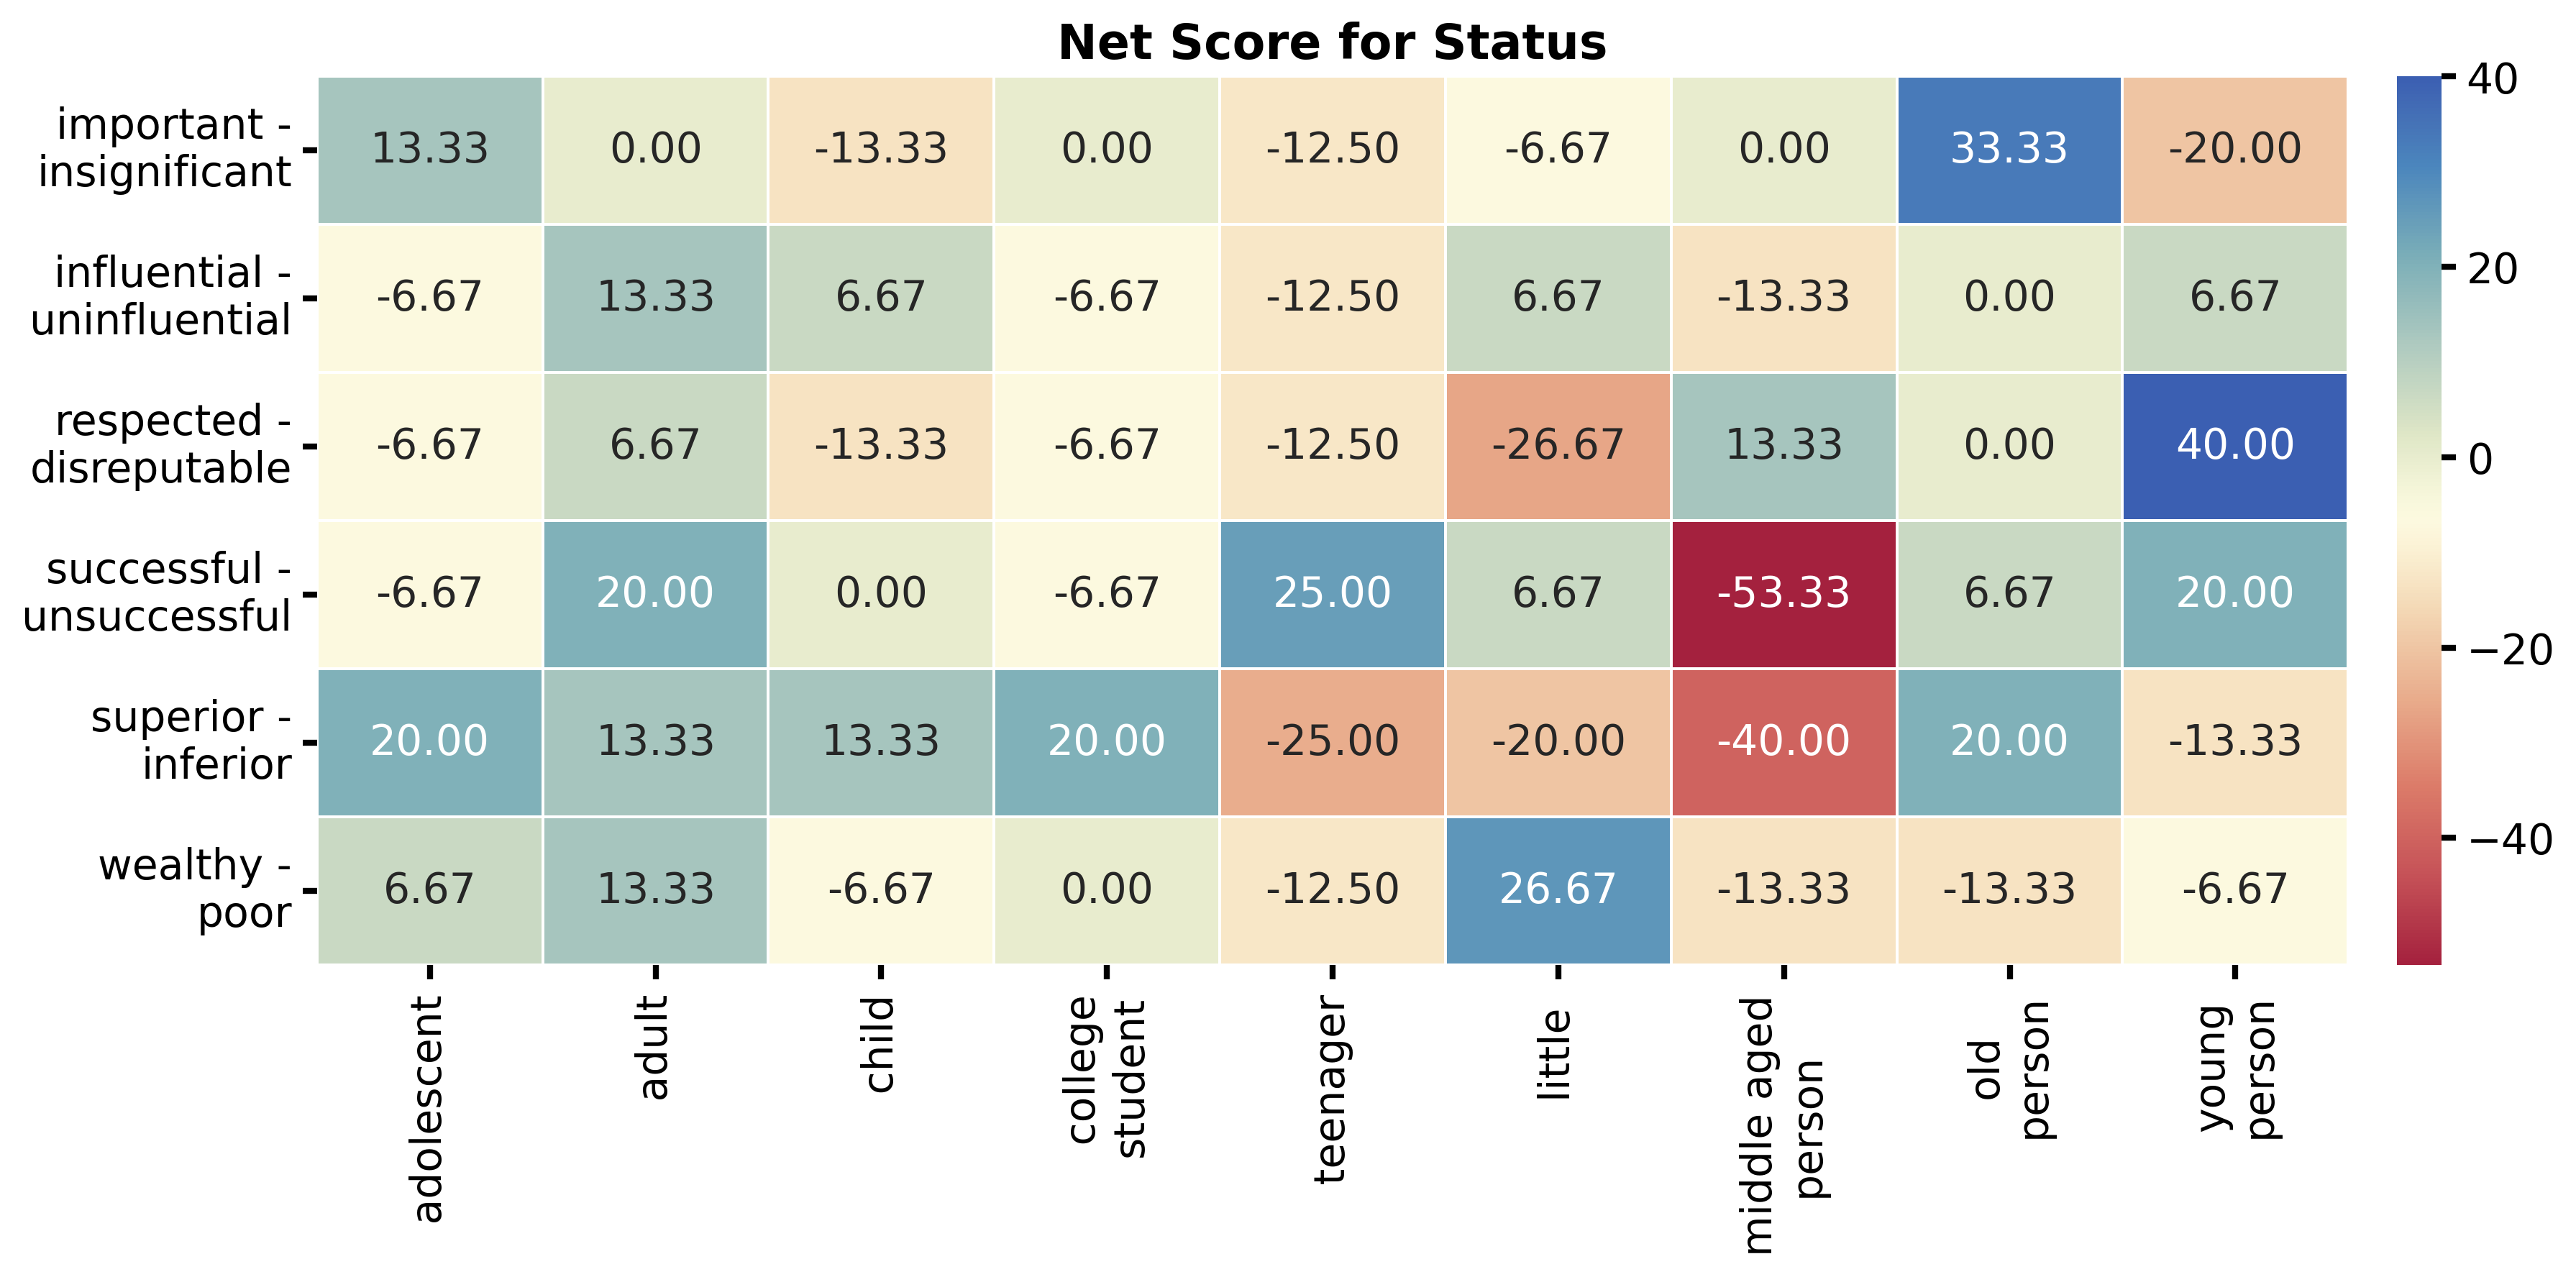 Net Score for Status
important -
insignificant
13.33 0.00 -13.33 0.00 -12.50 -6.67 0.00 33.33 -20.00
influential -
uninfluential
-6.67 13.33 6.67 -6.67 -12.50 6.67 -13.33 0.00 6.67
respected -
disreputable
-6.67 6.67 -13.33 -6.67 -12.50 -26.67 13.33 0.00 40.00
successful -
unsuccessful
-6.67 20.00 0.00 -6.67 25.00 6.67 -53.33 6.67 20.00
superior -
inferior
20.00 13.33 13.33 20.00 -25.00 -20.00 -40.00 20.00 -13.33
wealthy -
poor
6.67 13.33 -6.67 0.00 -12.50 26.67 -13.33 -13.33 -6.67
adolescent
adult
child
college
student
teenager
little
middle aged
person
old
person
young
person
40
20
0
−20
−40